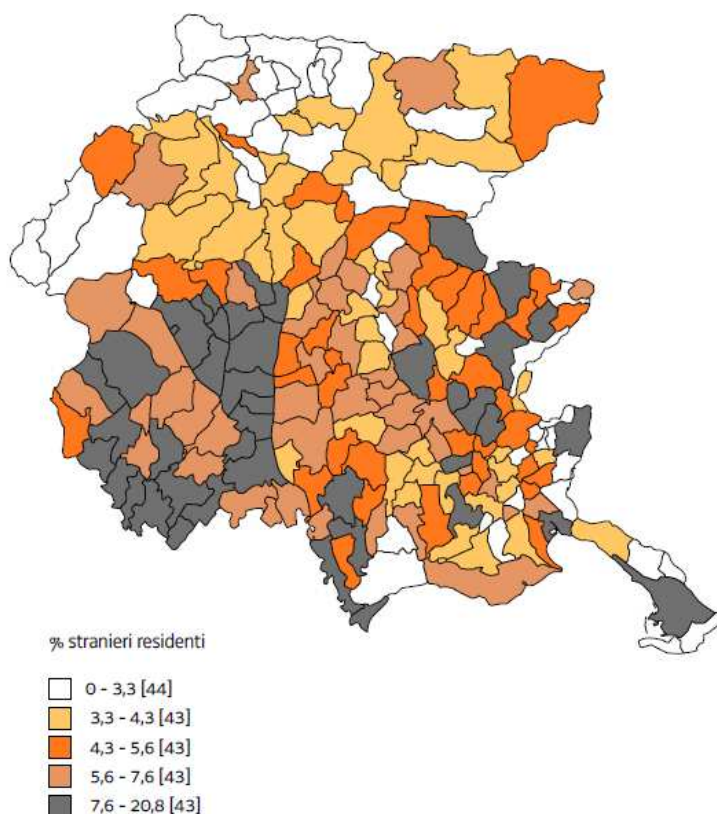 % stranieri residenti
0 - 3,3 [44]
3,3 - 4,3 [43]
4,3 - 5,6 [43]
5,6 - 7,6 [43]
7,6 - 20,8 [43]